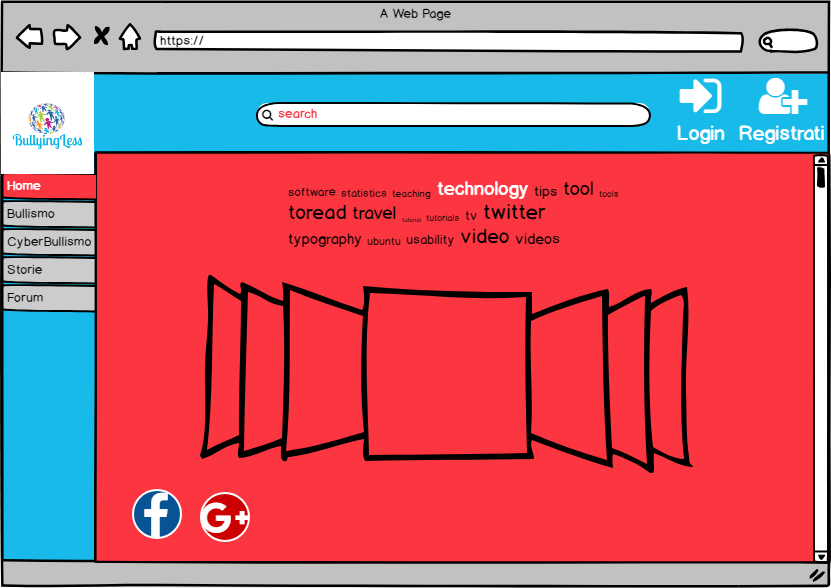 A Web Page
https://
BullyingLess
search
Login Registrati
Home
Bullismo
CyberBullismo
Storie
Forum
software statistics teaching technology tips tool tools
toread travel tutorial tutorials tv twitter
typography ubuntu usability video videos
f G+